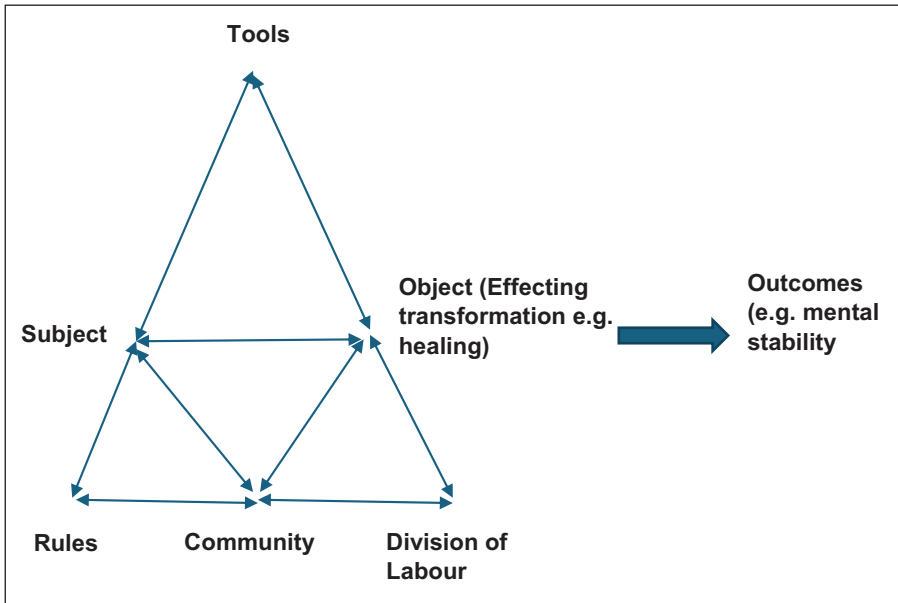 Tools
Subject
Object (Effecting
transformation e.g.
healing)
Outcomes
(e.g. mental
stability
Rules
Community
Division of
Labour